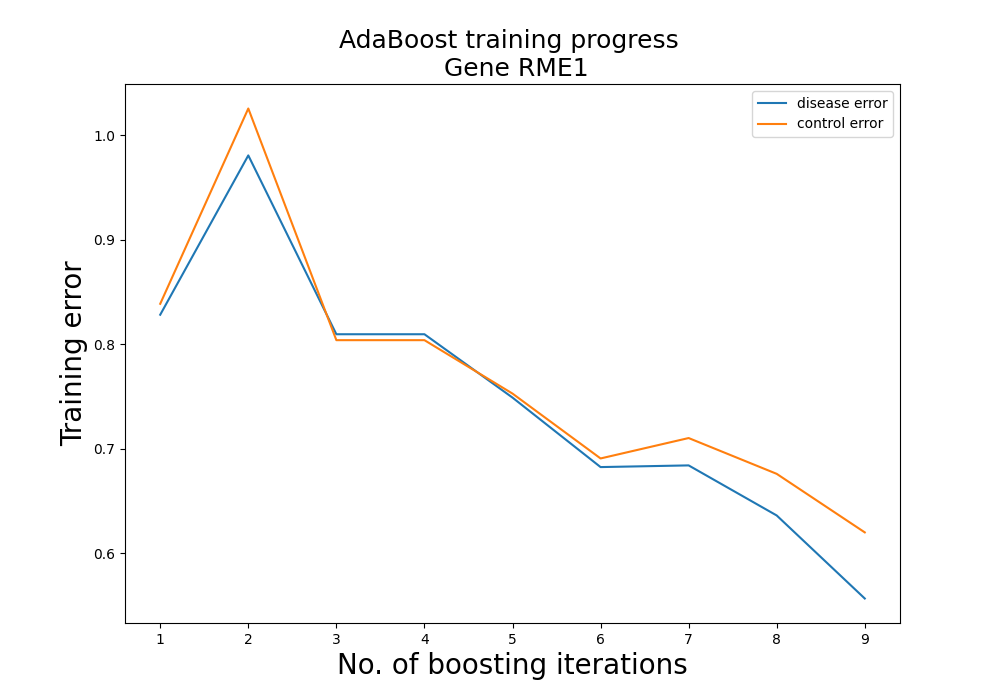 AdaBoost training progress
Gene RME1
disease error
control error
Training error
1.0
0.9
0.8
0.7
0.6
1 2 3 4 5 6 7 8 9
No. of boosting iterations